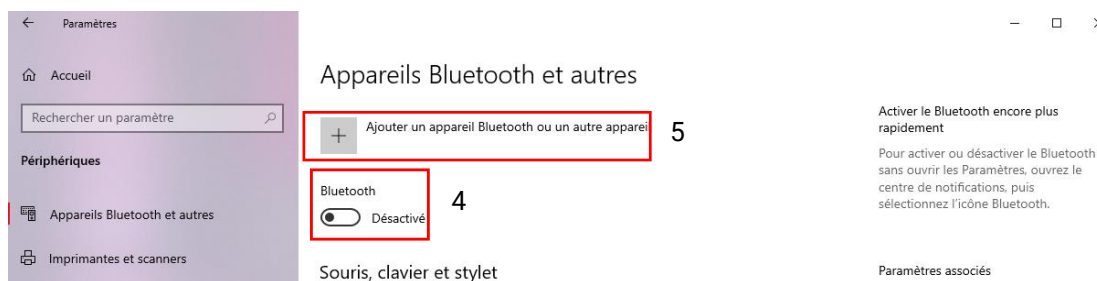 Paramètres
Accueil
Rechercher un paramètre
Périphériques
Appareils Bluetooth et autres
Imprimantes et scanners
Appareils Bluetooth et autres
Ajouter un appareil Bluetooth ou un autre appareil
5
Bluetooth
Désactivé
4
Souris, clavier et stylet
Activer le Bluetooth encore plus
rapidement
Pour activer ou désactiver le Bluetooth
sans ouvrir les Paramètres, ouvrez le
centre de notifications, puis
sélectionnez l'icône Bluetooth.
Paramètres associés